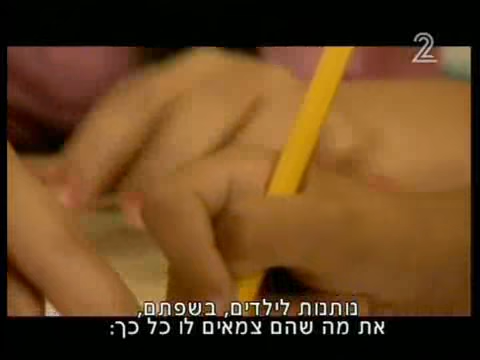 2
נותנות לילדים, בשפתם,
את מה שהם צמאים לו כל כך: